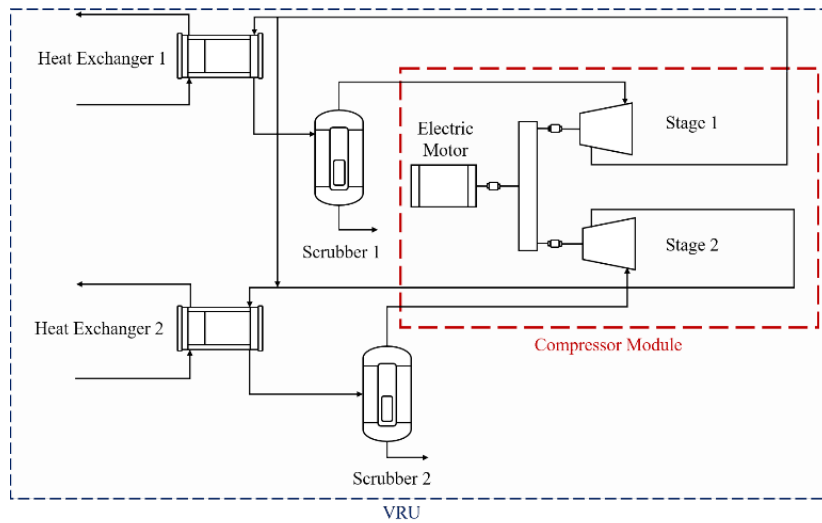 Heat Exchanger 1
Electric
Motor
Stage 1
Scrubber 1
Stage 2
Heat Exchanger 2
Compressor Module
Scrubber 2
VRU